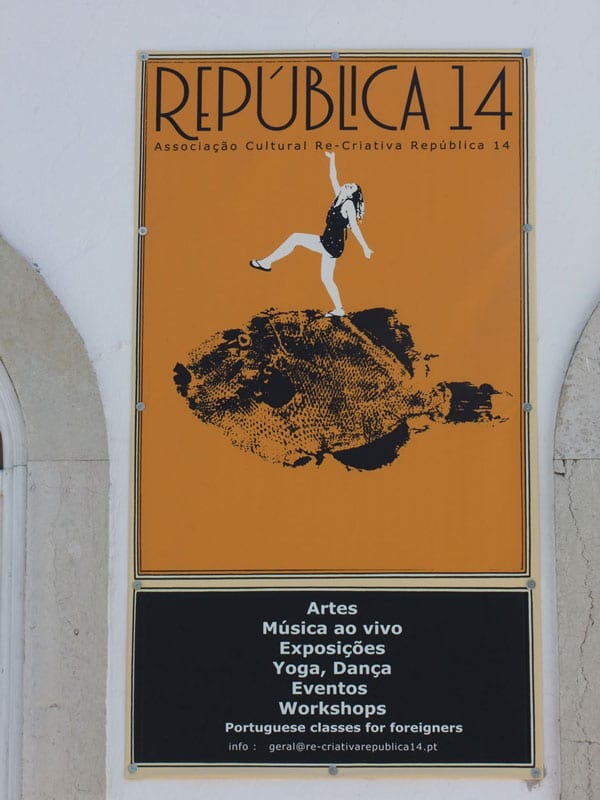 REPÚBLICA 14
Associação Cultural Re-Criativa República 14
Artes
Música ao vivo
Exposições
Yoga, Dança
Eventos
Workshops
Portuguese classes for foreigners
info : geral@re-criativarepublica14.pt